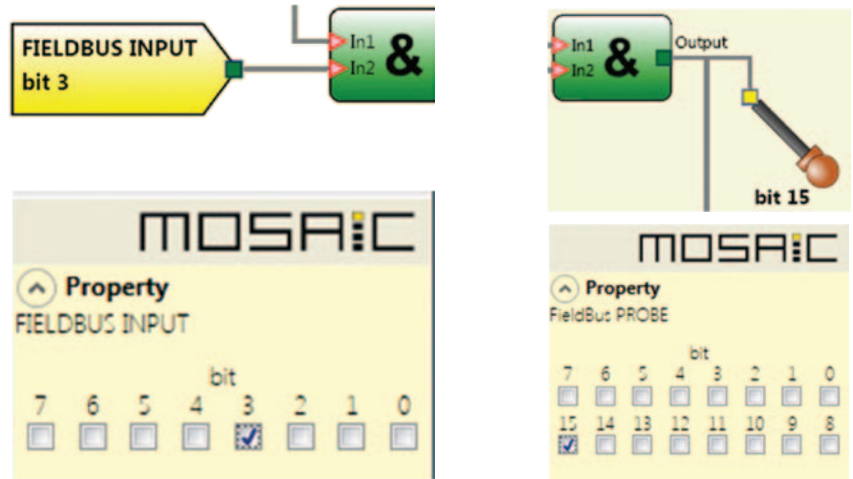 FIELDBUS INPUT
bit 3
In1
In2
&
In1
In2
&
Output
bit 15
MOSAIC
Property
FIELDBUS INPUT
bit
7 6 5 4 3 2 1 0
MOSAIC
Property
FieldBus PROBE
bit
7 6 5 4 3 2 1 0
15 14 13 12 11 10 9 8